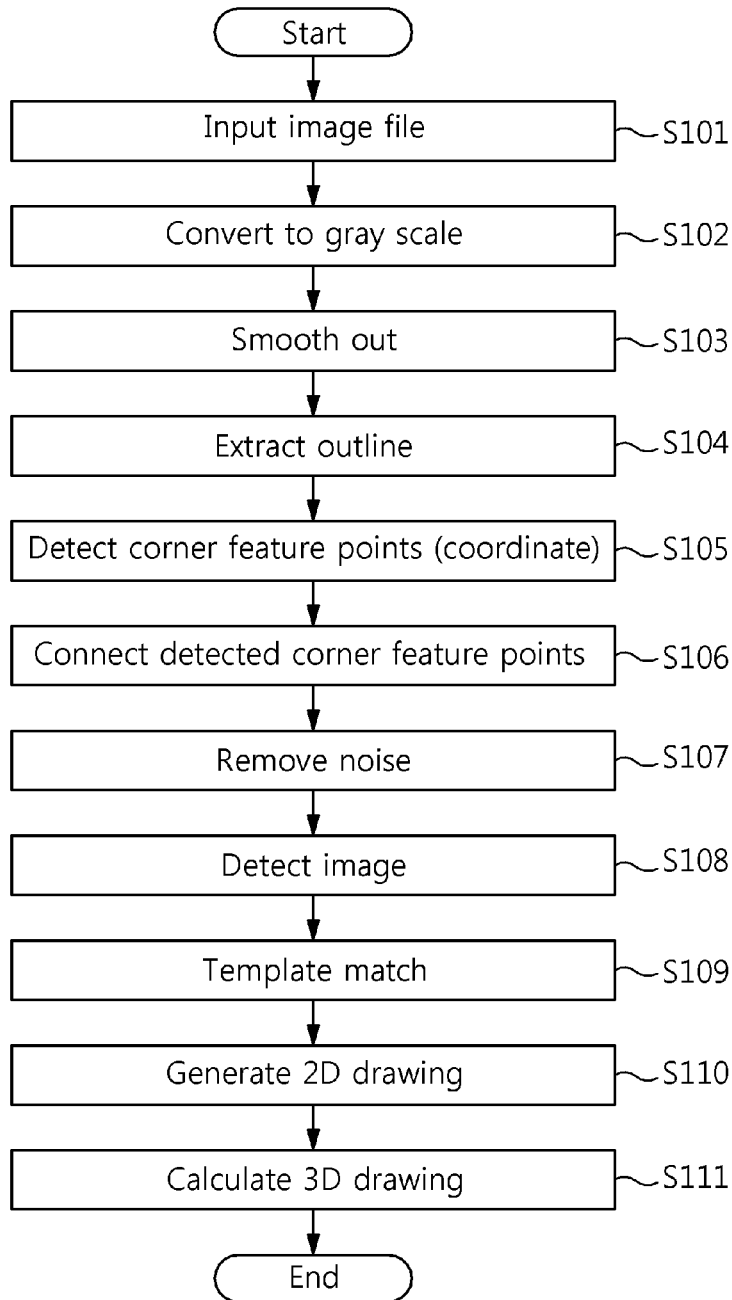 Start
Input image file
S101
Convert to gray scale
S102
Smooth out
S103
Extract outline
S104
Detect corner feature points (coordinate)
S105
Connect detected corner feature points
S106
Remove noise
S107
Detect image
S108
Template match
S109
Generate 2D drawing
S110
Calculate 3D drawing
S111
End